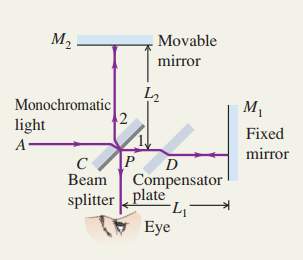 M2
Movable
mirror
L2
Monochromatic
light
2
M1
Fixed
mirror
A
1
C
P
D
Beam
splitter
Compensator
plate
L1
Eye